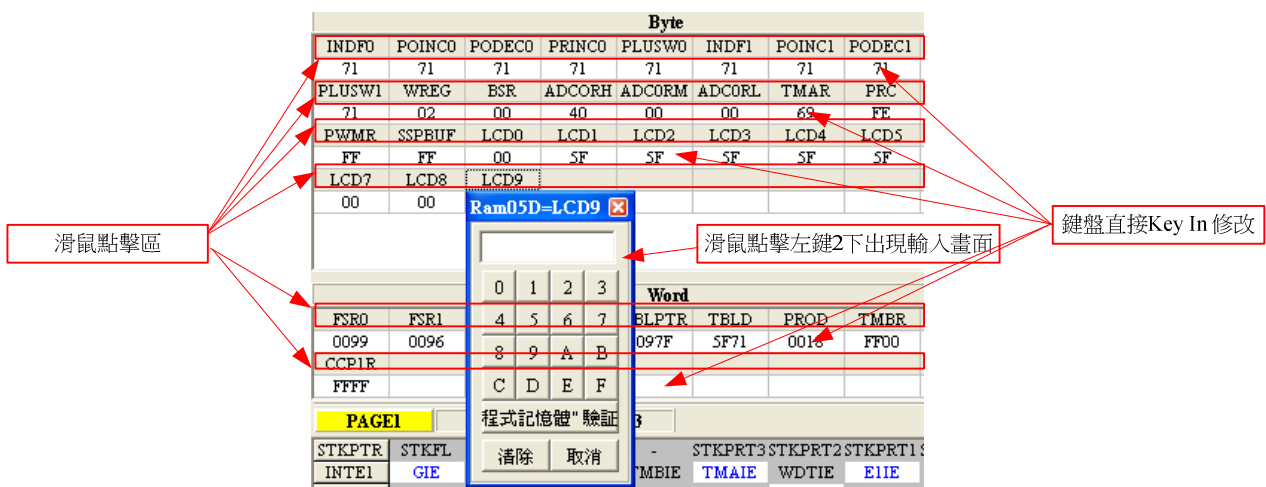 Byte
INDF0 POINC0 PODEC0 PRINC0 PLUSW0 INDF1 POINC1 PODEC1
71 71 71 71 71 71 71 71
PLUSW1 WREG BSR ADCORH ADC0RM ADC0RL TMAR PRC
71 02 00 40 00 00 69 FE
PWMR SSPBUF LCD0 LCD1 LCD2 LCD3 LCD4 LCD5
FF FF 00 5F 5F 5F 5F 5F
LCD7 LCD8 LCD9
00 00
Ram05D=LCD9
滑鼠點擊區
滑鼠點擊左鍵2下出現輸入畫面
鍵盤直接Key In 修改
0 1 2 3
4 5 6 7
8 9 A B
C D E F
程式記憶體"驗証
清除 取消
Word
FSR0 FSR1 BLPTR TBLD PROD TMBR
0099 0096 097F 5F71 0018 FF00
CCP1R
FFFF
PAGE1
STKPTR STKFL - STKPRT3 STKPRT2 STKPRT1
INTE1 GIE TMBIE TMAIE WDTIE E1IE